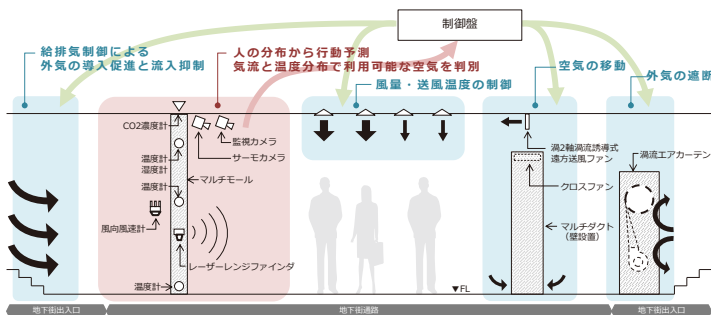 制御盤
給排気制御による
外気の導入促進と流入抑制
人の分布から行動予測
気流と温度分布で利用可能な空気を判別
風量・送風温度の制御
空気の移動
外気の遮断
CO2濃度計
監視カメラ
サーモカメラ
温度計
湿度計
マルチモール
温度計
風向風速計
レーザーレンジファインダ
温度計
渦2軸渦流誘導式
遠方送風ファン
クロスファン
マルチダクト
(壁設置)
渦流エアカーテン
▼FL
地下街出入口
地下街通路
地下街出入口